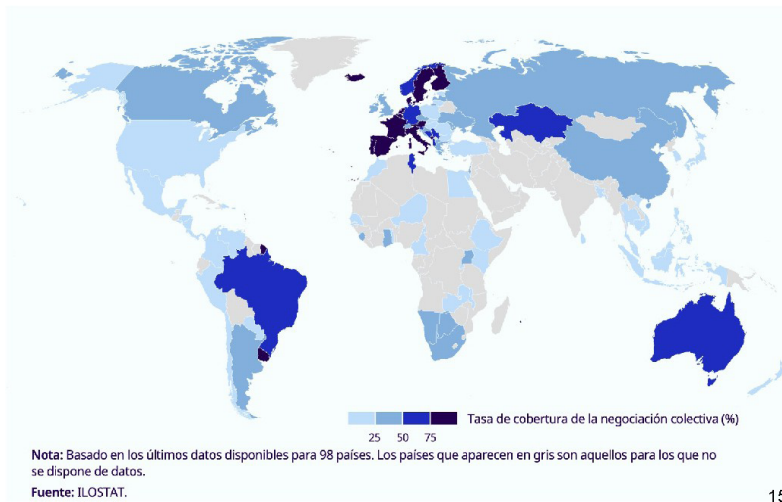 Tasa de cobertura de la negociación colectiva (%)
25 50 75
Nota: Basado en los últimos datos disponibles para 98 países. Los países que aparecen en gris son aquellos para los que no
se dispone de datos.
Fuente: ILOSTAT.
15